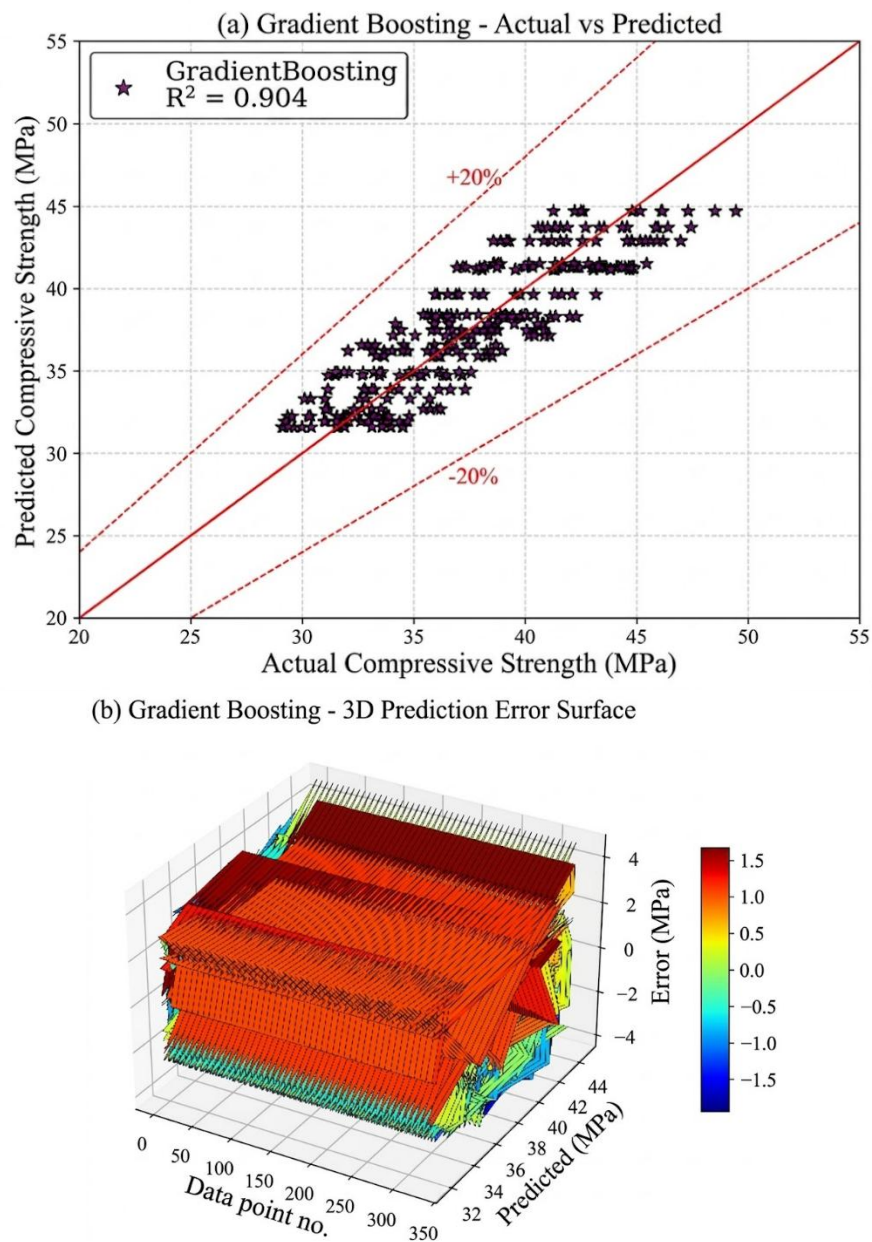 (a) Gradient Boosting - Actual vs Predicted
55
50
45
40
35
30
25
20
Predicted Compressive Strength (MPa)
GradientBoosting
R² = 0.904
+20%
-20%
20 25 30 35 40 45 50 55
Actual Compressive Strength (MPa)
(b) Gradient Boosting - 3D Prediction Error Surface
4
2
0
−2
−4
Error (MPa)
1.5
1.0
0.5
0.0
−0.5
−1.0
−1.5
0 50 100 150 200 250 300 350
Data point no.
32 34 36 38 40 42 44
Predicted (MPa)